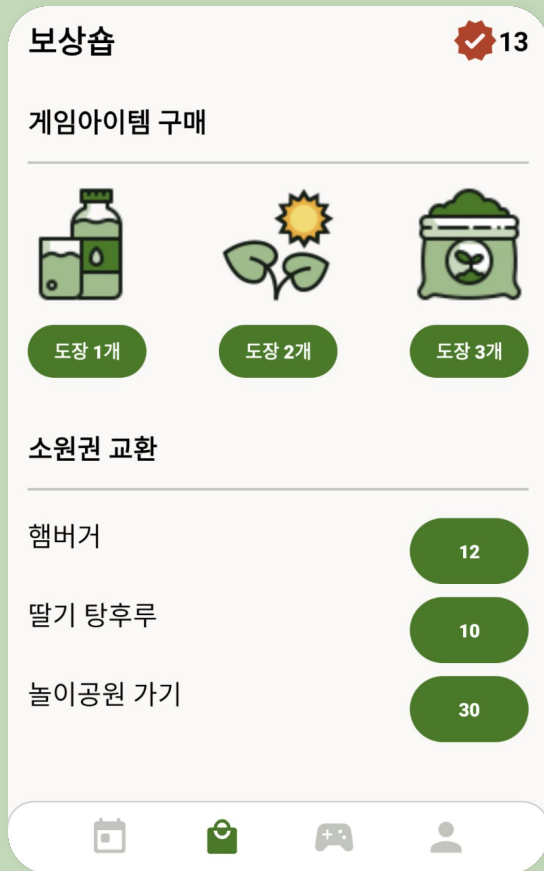 보상숍
13
게임아이템 구매
도장 1개
도장 2개
도장 3개
소원권 교환
햄버거
12
딸기 탕후루
10
놀이공원 가기
30